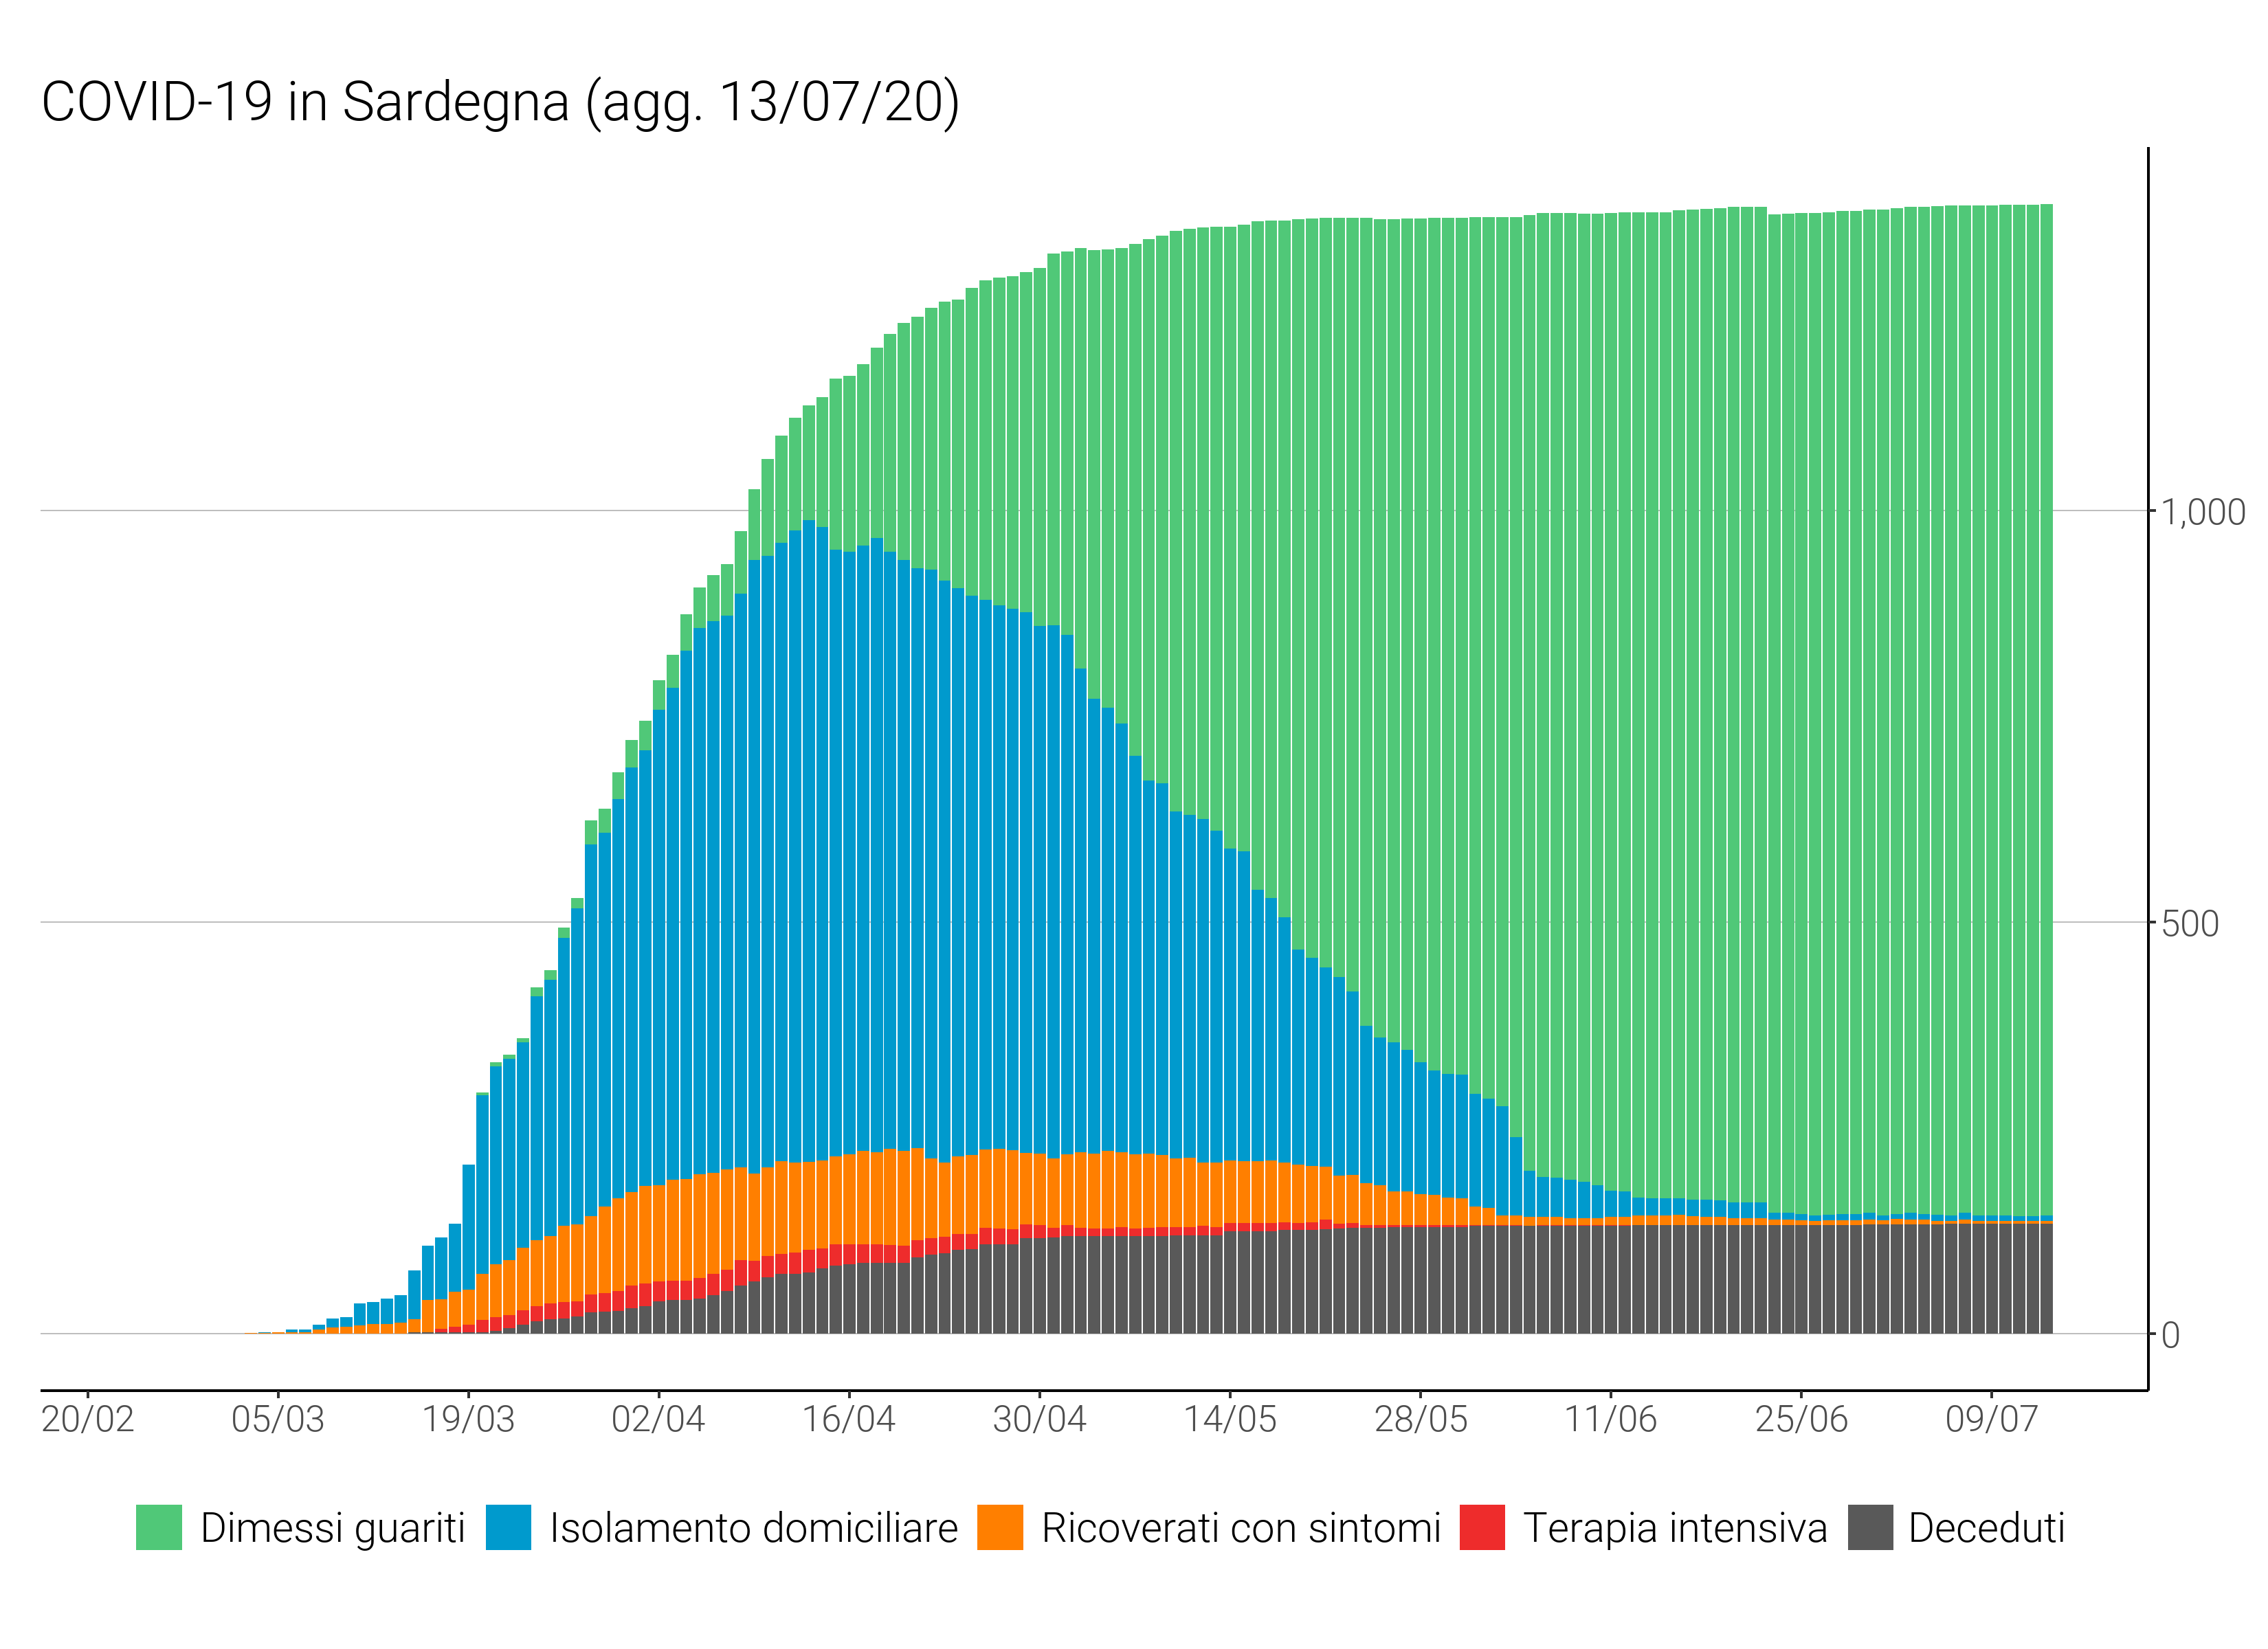 COVID-19 in Sardegna (agg. 13/07/20)
1,000
500
0
20/02 05/03 19/03 02/04 16/04 30/04 14/05 28/05 11/06 25/06 09/07
Dimessi guariti Isolamento domiciliare Ricoverati con sintomi Terapia intensiva Deceduti